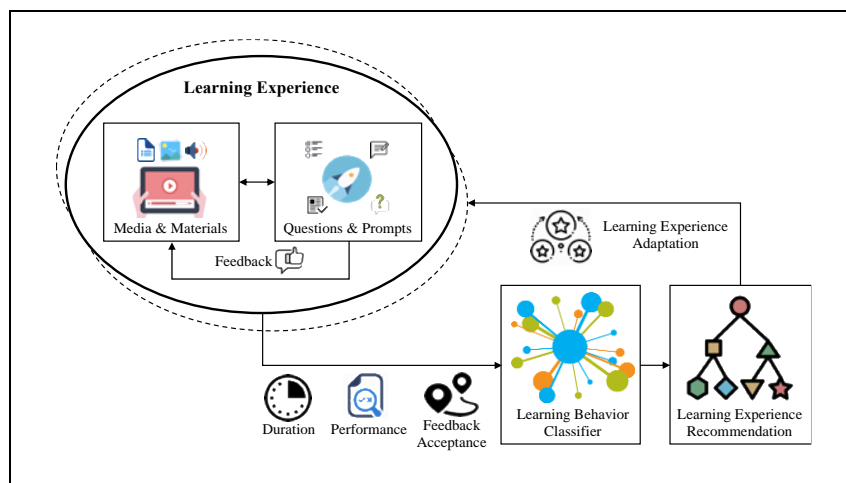 Learning Experience
Media & Materials
Questions & Prompts
Feedback
Learning Experience
Adaptation
Duration
Performance
Feedback
Acceptance
Learning Behavior
Classifier
Learning Experience
Recommendation